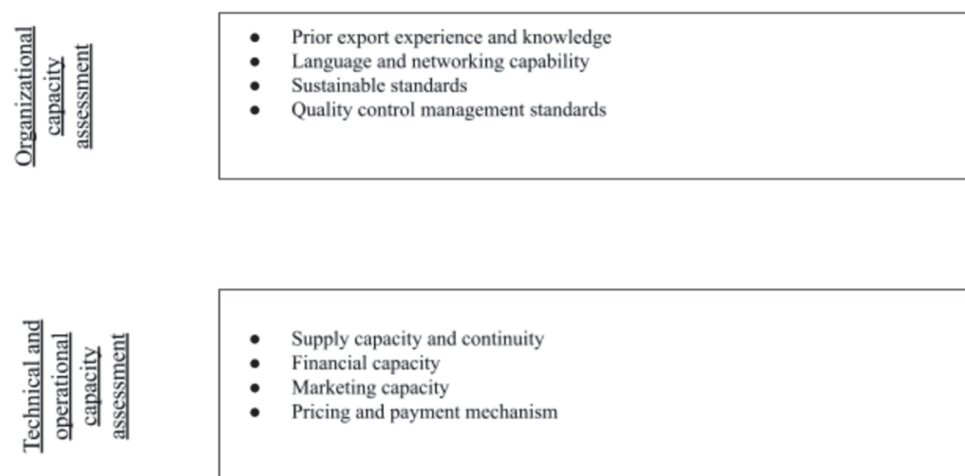 Organizational
capacity
assessment
● Prior export experience and knowledge
● Language and networking capability
● Sustainable standards
● Quality control management standards
Technical and
operational
capacity
assessment
● Supply capacity and continuity
● Financial capacity
● Marketing capacity
● Pricing and payment mechanism